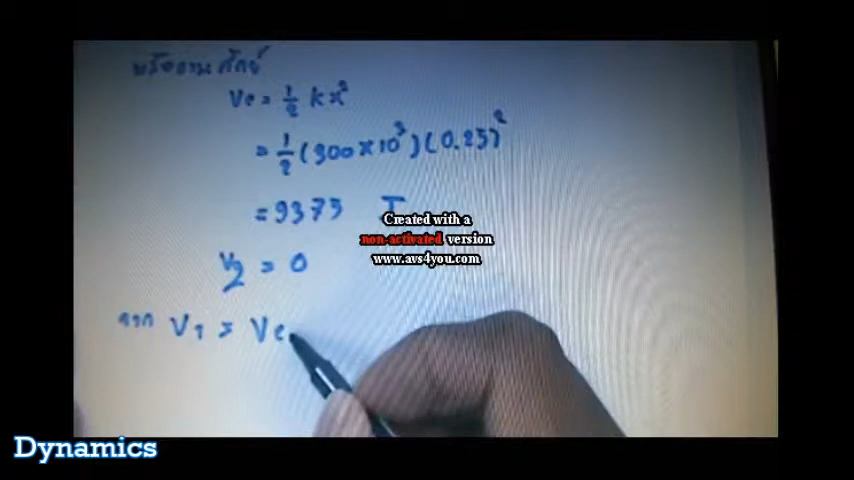 พลังงานศักย์
Ve = 1/2 kx²
= 1/2 (300 × 10³)(0.25)²
= 9375 J
V2 = 0
จาก V1 = Ve
Created with a
non-activated version
www.avs4you.com
Dynamics